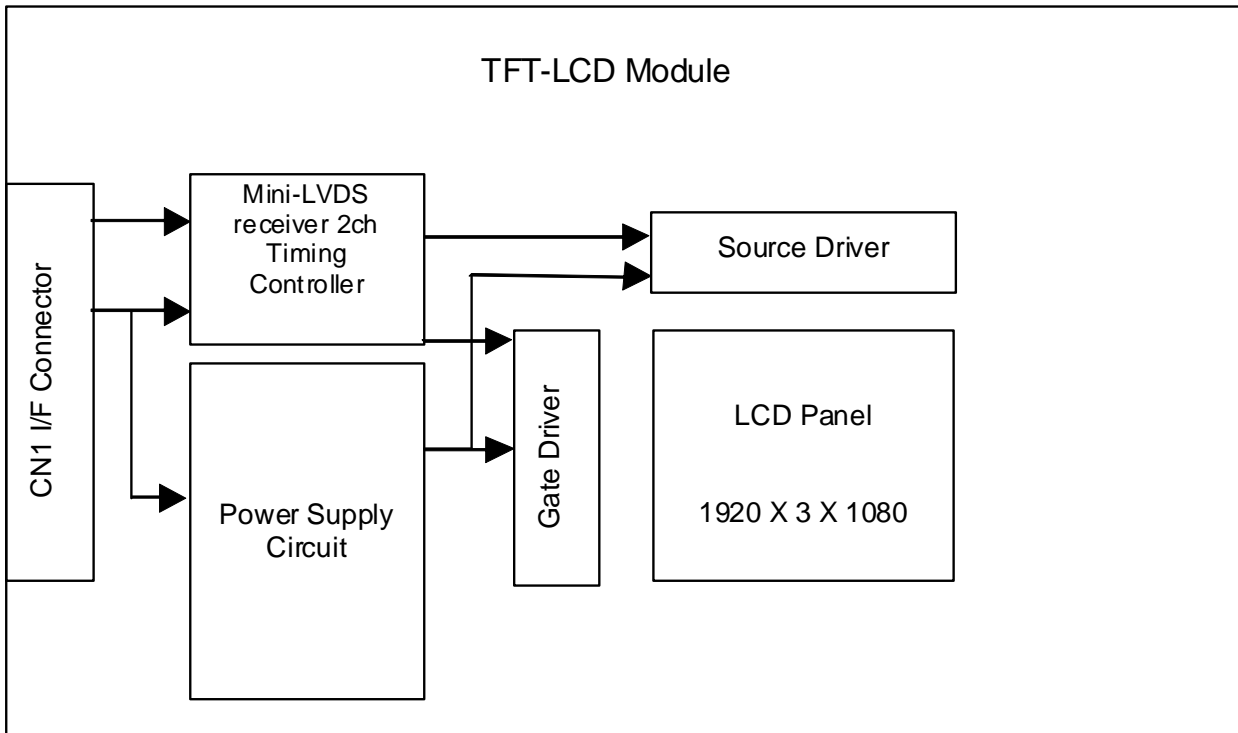 TFT-LCD Module
CN1 I/F Connector
Mini-LVDS
receiver 2ch
Timing
Controller
Power Supply
Circuit
Gate Driver
Source Driver
LCD Panel
1920 X 3 X 1080